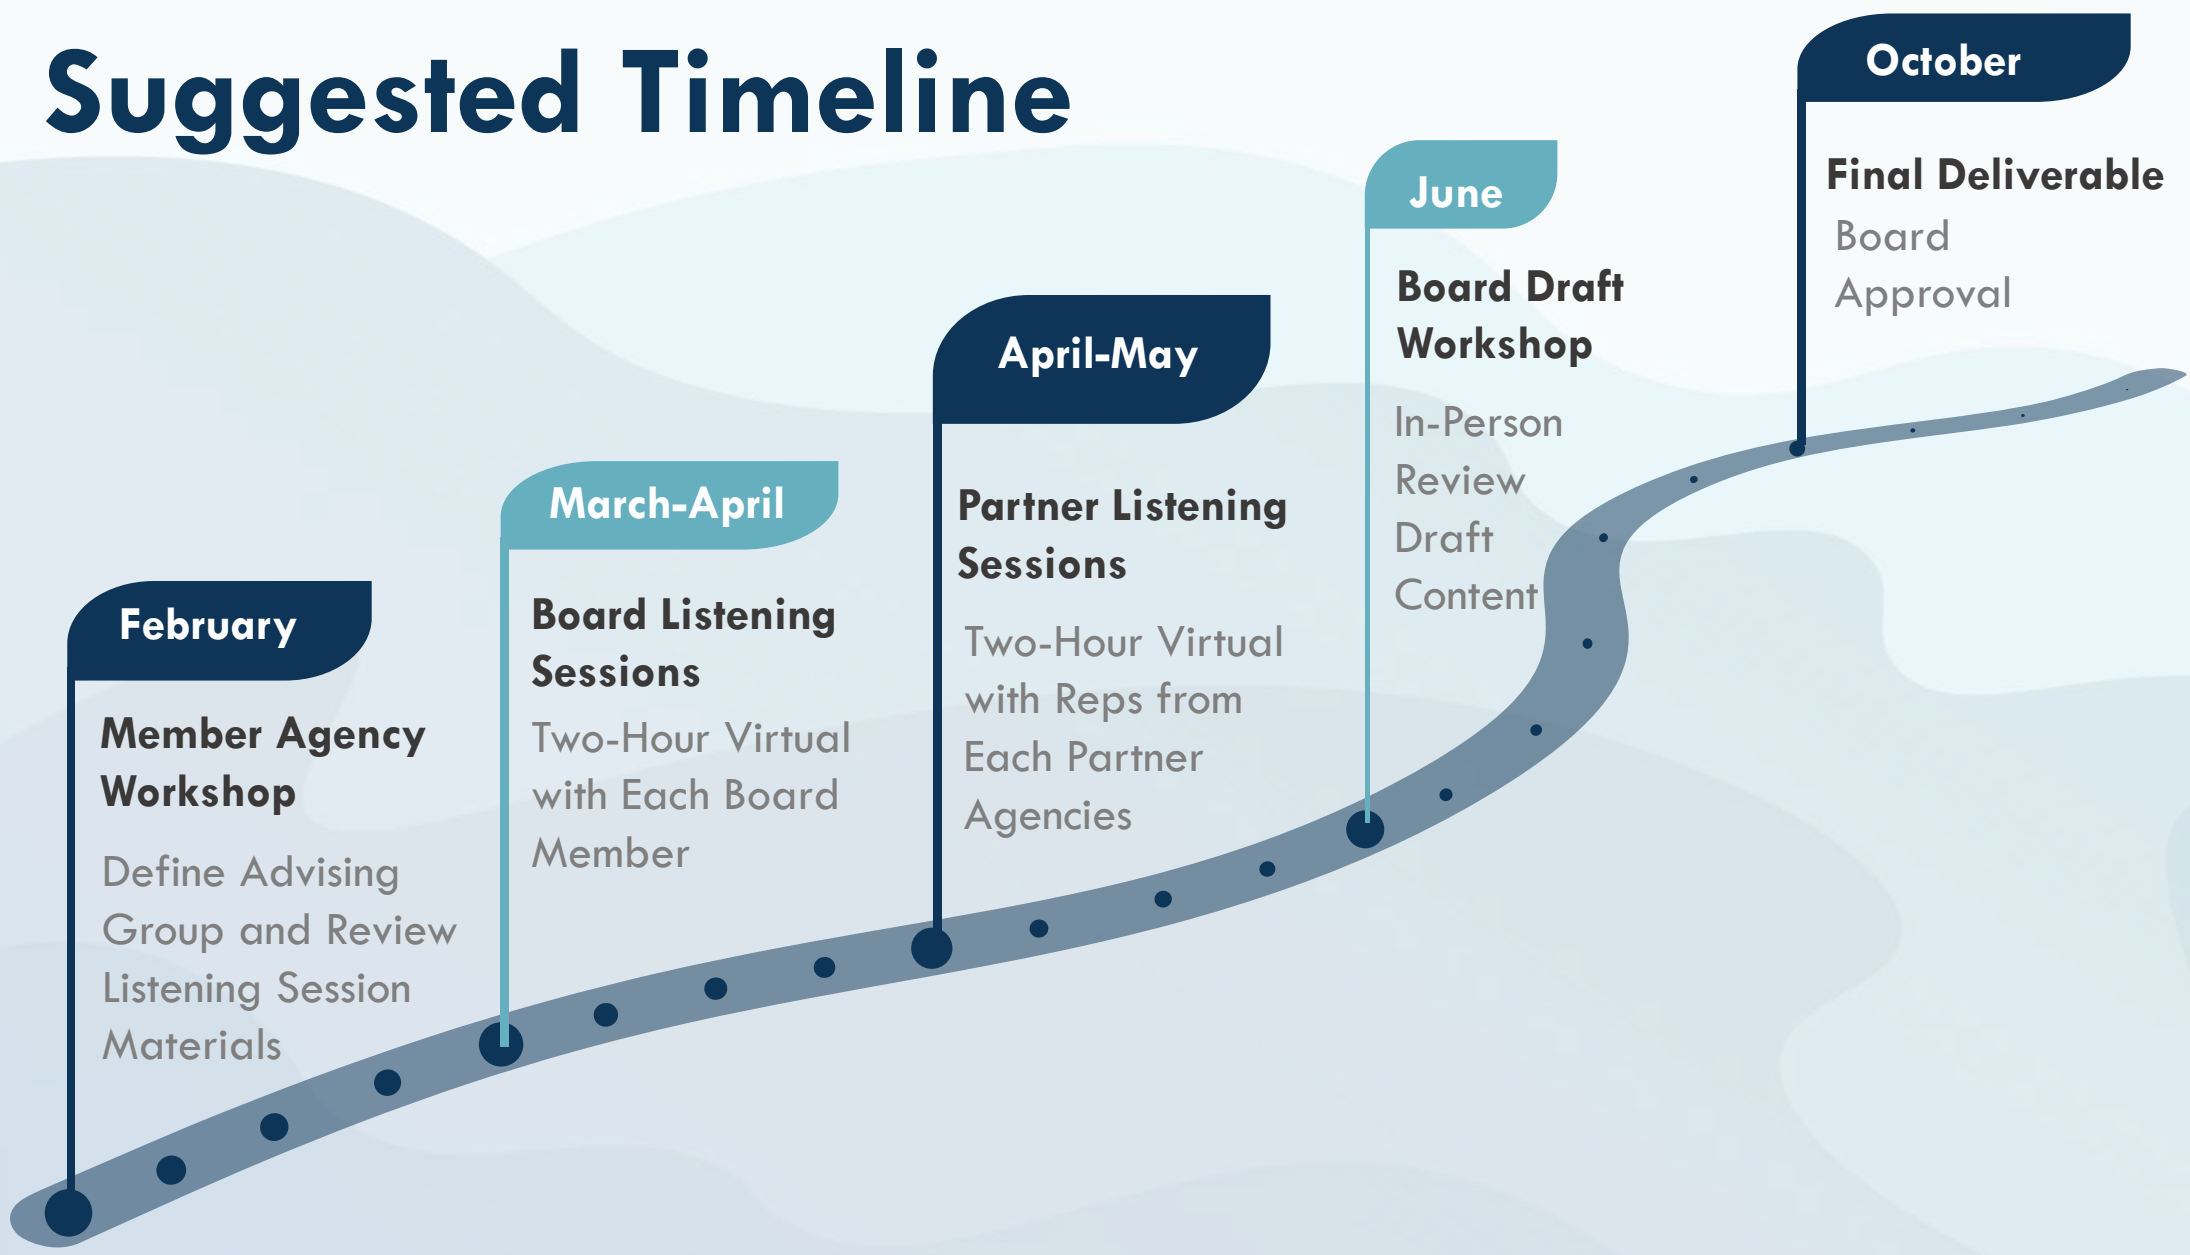 Suggested Timeline
February
Member Agency
Workshop
Define Advising
Group and Review
Listening Session
Materials
March-April
Board Listening
Sessions
Two-Hour Virtual
with Each Board
Member
April-May
Partner Listening
Sessions
Two-Hour Virtual
with Reps from
Each Partner
Agencies
June
Board Draft
Workshop
In-Person
Review
Draft
Content
October
Final Deliverable
Board
Approval